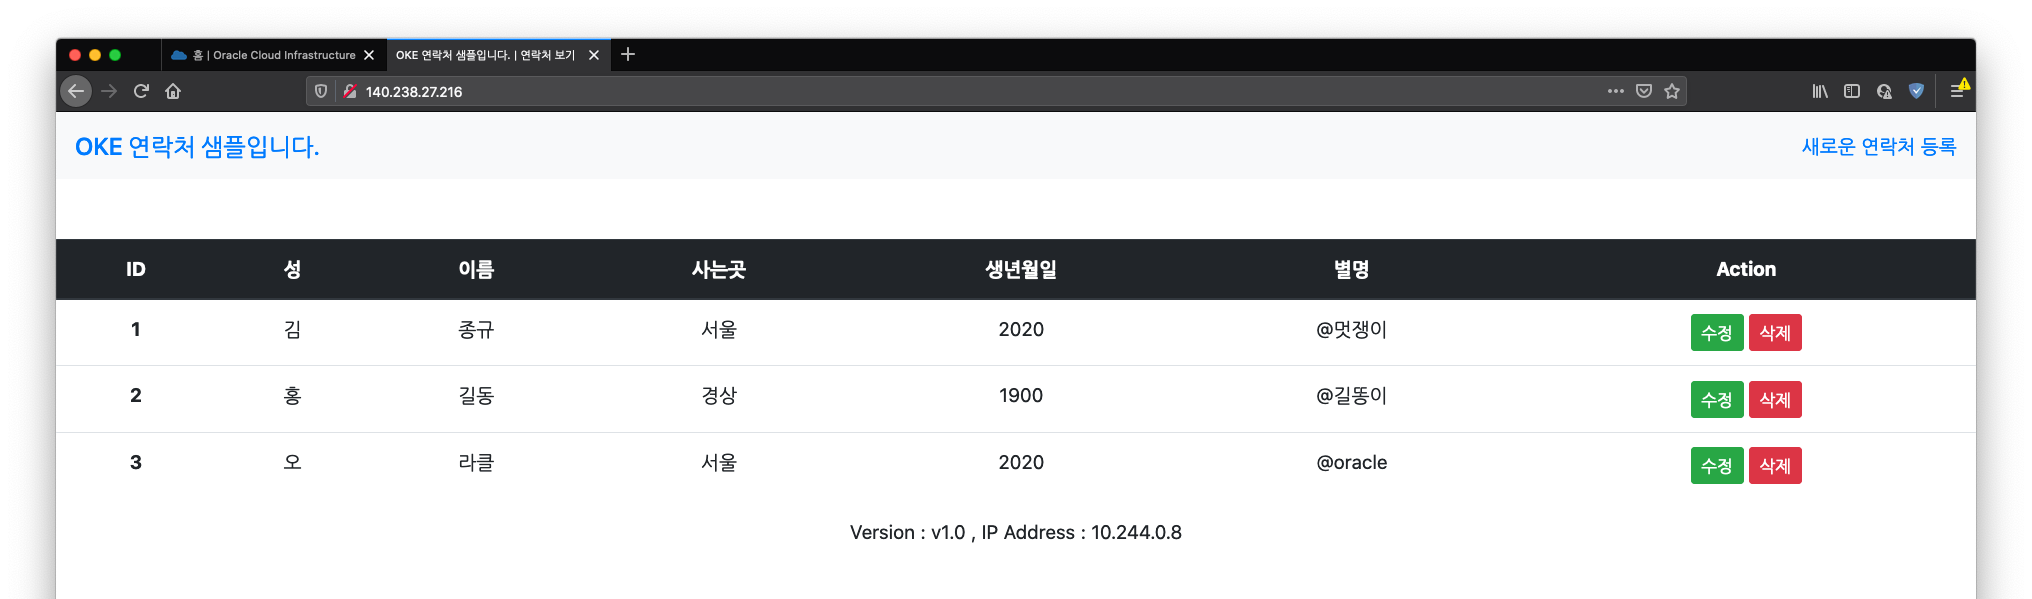 홈 | Oracle Cloud Infrastructure
OKE 연락처 샘플입니다. | 연락처 보기
140.238.27.216
OKE 연락처 샘플입니다. 새로운 연락처 등록
ID 성 이름 사는곳 생년월일 별명 Action
1 김 종규 서울 2020 @멋쟁이 수정 삭제
2 홍 길동 경상 1900 @길똥이 수정 삭제
3 오 라클 서울 2020 @oracle 수정 삭제
Version : v1.0 , IP Address : 10.244.0.8